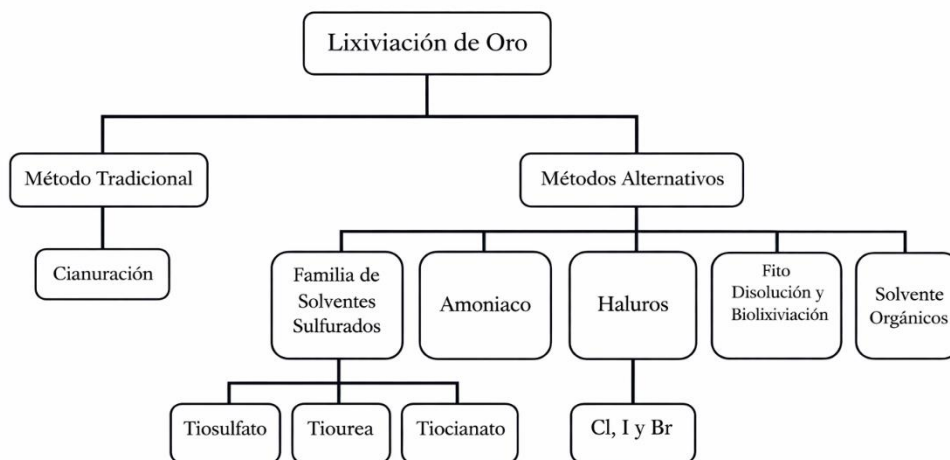 Lixiviación de Oro
Método Tradicional
Métodos Alternativos
Cianuración
Familia de
Solventes
Sulfurados
Amoniaco
Haluros
Fito
Disolución y
Biolixiviación
Solvente
Orgánicos
Tiosulfato
Tiourea
Tiocianato
Cl, I y Br